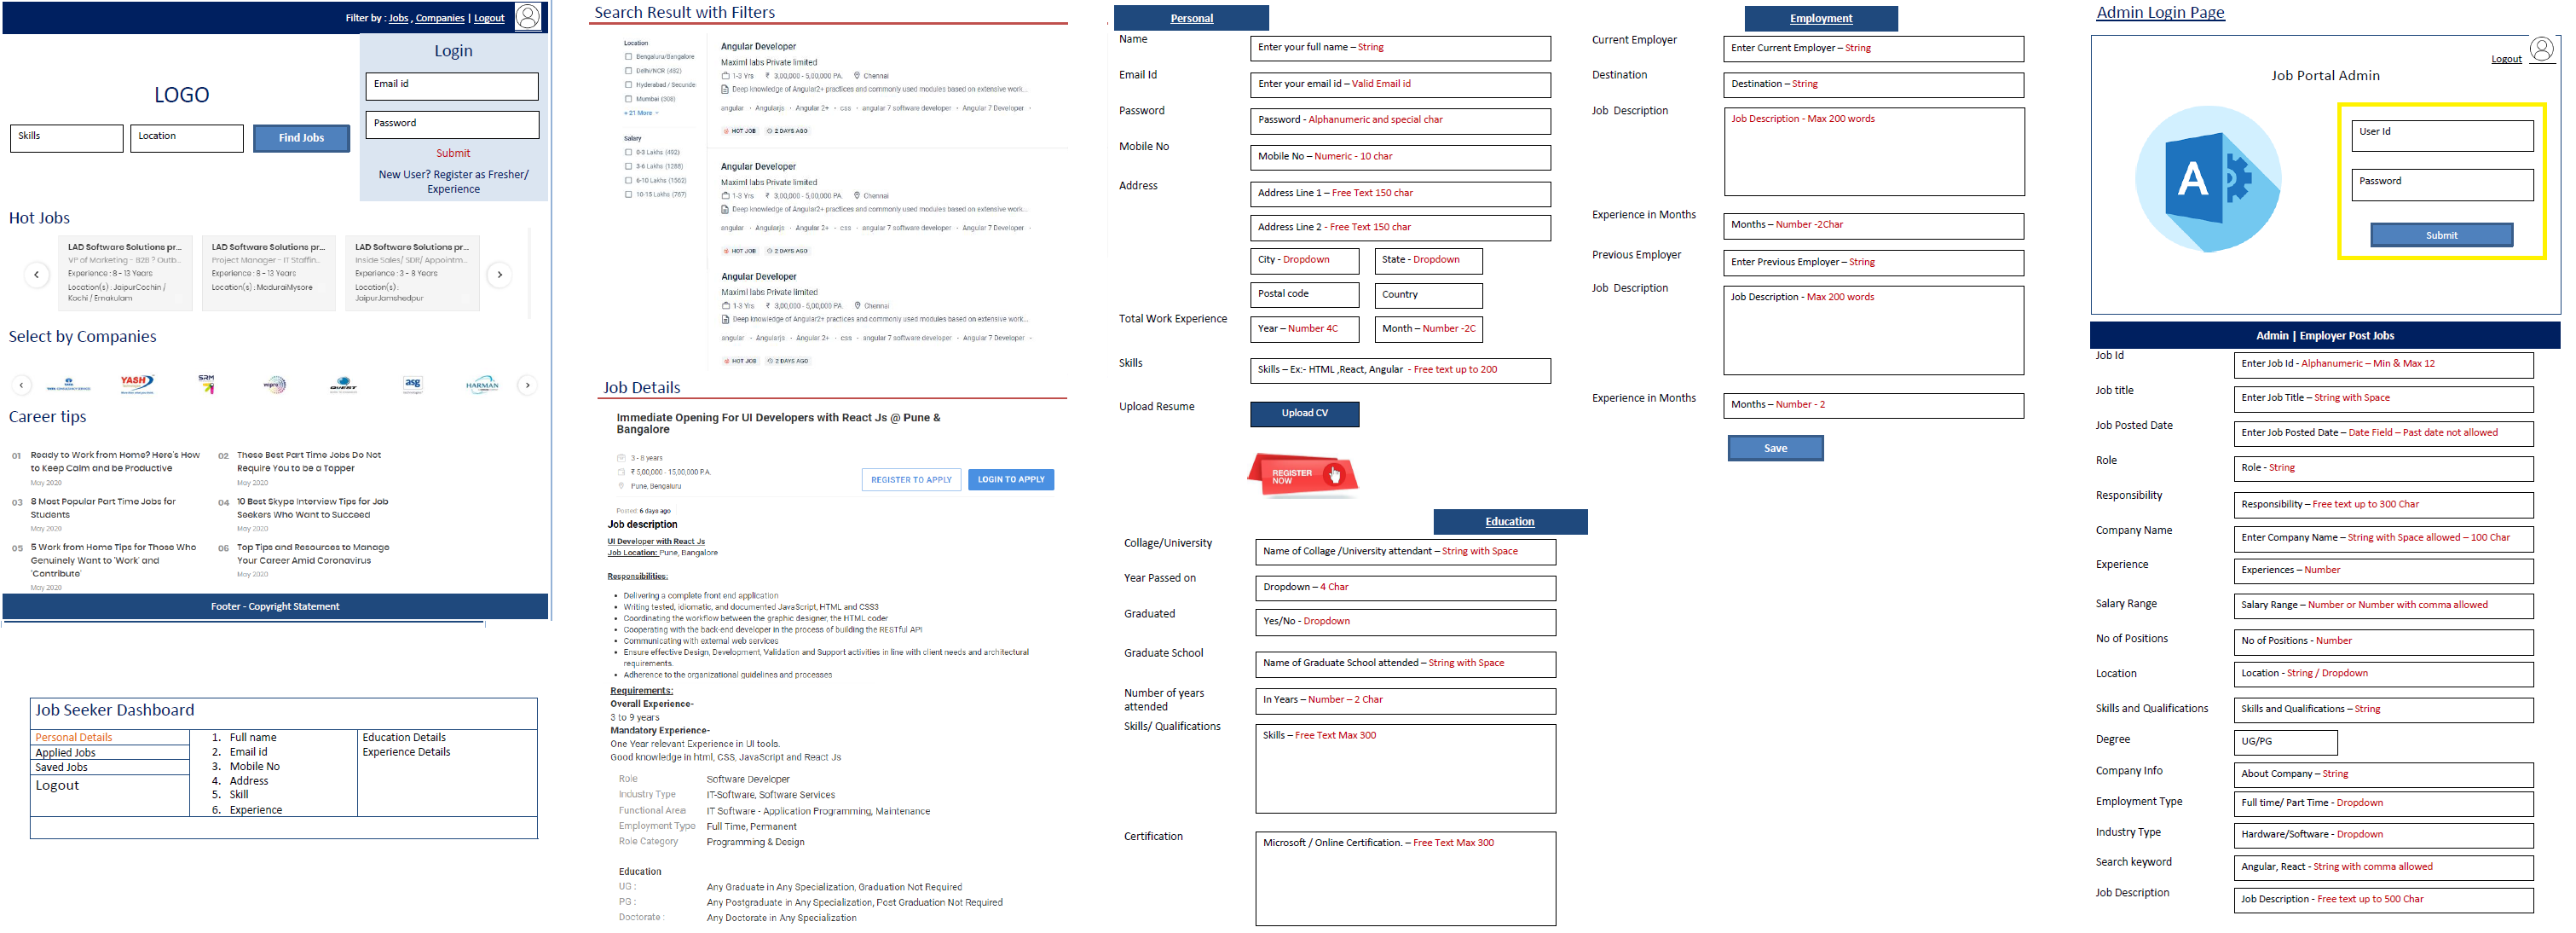 Filter by : Jobs , Companies | Logout
Login
Email id
LOGO
Password
Skills
Location
Find Jobs
Submit
New User? Register as Fresher/
Experience
Hot Jobs
LAD Software Solutions pr...
VP of Marketing - B2B ? Outb...
Experience : 8 - 13 Years
Location(s) : JaipurCochin /
Kochi / Ernakulam
LAD Software Solutions pr...
Project Manager - IT Staffin...
Experience : 8 - 13 Years
Location(s) : MaduraiMysore
LAD Software Solutions pr...
Inside Sales/ SDR/ Appointm...
Experience : 3 - 8 Years
Location(s) :
JaipurJamshedpur
Select by Companies
YASH
SRM
wipro
QUEST
asg
HARMAN
Career tips
01 Ready to Work from Home? Here's How
to Keep Calm and be Productive
May 2020
02 These Best Part Time Jobs Do Not
Require You to be a Topper
May 2020
03 8 Most Popular Part Time Jobs for
Students
May 2020
04 10 Best Skype Interview Tips for Job
Seekers Who Want to Succeed
May 2020
05 5 Work from Home Tips for Those Who
Genuinely Want to 'Work' and
'Contribute'
May 2020
06 Top Tips and Resources to Manage
Your Career Amid Coronavirus
May 2020
Footer - Copyright Statement
Job Seeker Dashboard
Personal Details
Applied Jobs
Saved Jobs
Logout
1. Full name
2. Email id
3. Mobile No
4. Address
5. Skill
6. Experience
Education Details
Experience Details
Search Result with Filters
Location
Bengaluru/Bangalore
Delhi/NCR (482)
Hyderabad / Secunde
Mumbai (308)
+ 21 More
Salary
0-3 Lakhs (492)
3-6 Lakhs (1288)
6-10 Lakhs (1562)
10-15 Lakhs (757)
Angular Developer
Maximl labs Private limited
1-3 Yrs ₹ 3,00,000 - 5,00,000 PA. Chennai
Deep knowledge of Angular2+ practices and commonly used modules based on extensive work...
angular • Angularjs • Angular 2+ • css • angular 7 software developer • Angular 7 Developer •
HOT JOB 2 DAYS AGO
Angular Developer
Maximl labs Private limited
1-3 Yrs ₹ 3,00,000 - 5,00,000 PA. Chennai
Deep knowledge of Angular2+ practices and commonly used modules based on extensive work...
angular • Angularjs • Angular 2+ • css • angular 7 software developer • Angular 7 Developer •
HOT JOB 2 DAYS AGO
Angular Developer
Maximl labs Private limited
1-3 Yrs ₹ 3,00,000 - 5,00,000 PA. Chennai
Deep knowledge of Angular2+ practices and commonly used modules based on extensive work...
angular • Angularjs • Angular 2+ • css • angular 7 software developer • Angular 7 Developer •
HOT JOB 2 DAYS AGO
Job Details
Immediate Opening For UI Developers with React Js @ Pune &
Bangalore
3 - 8 years
₹ 5,00,000 - 15,00,000 P.A.
Pune, Bengaluru
REGISTER TO APPLY
LOGIN TO APPLY
Posted: 6 days ago
Job description
UI Developer with React Js
Job Location: Pune, Bangalore
Responsibilities:
• Delivering a complete front end application
• Writing tested, idiomatic, and documented JavaScript, HTML and CSS3
• Coordinating the workflow between the graphic designer, the HTML coder
• Cooperating with the back-end developer in the process of building the RESTful API
• Communicating with external web services
• Ensure effective Design, Development, Validation and Support activities in line with client needs and architectural
requirements.
• Adherence to the organizational guidelines and processes
Requirements:
Overall Experience-
3 to 9 years
Mandatory Experience-
One Year relevant Experience in UI tools.
Good knowledge in html, CSS, JavaScript and React Js
Role Software Developer
Industry Type IT-Software, Software Services
Functional Area IT Software - Application Programming, Maintenance
Employment Type Full Time, Permanent
Role Category Programming & Design
Education
UG : Any Graduate in Any Specialization, Graduation Not Required
PG : Any Postgraduate in Any Specialization, Post Graduation Not Required
Doctorate : Any Doctorate in Any Specialization
Personal
Name
Enter your full name – String
Email Id
Enter your email id – Valid Email id
Password
Password - Alphanumeric and special char
Mobile No
Mobile No – Numeric - 10 char
Address
Address Line 1 – Free Text 150 char
Address Line 2 - Free Text 150 char
City - Dropdown
State - Dropdown
Postal code
Country
Total Work Experience
Year – Number 4C
Month – Number -2C
Skills
Skills – Ex:- HTML ,React, Angular - Free text up to 200
Upload Resume
Upload CV
REGISTER
NOW
Employment
Current Employer
Enter Current Employer – String
Destination
Destination – String
Job Description
Job Description - Max 200 words
Experience in Months
Months – Number -2Char
Previous Employer
Enter Previous Employer – String
Job Description
Job Description - Max 200 words
Experience in Months
Months – Number - 2
Save
Education
Collage/University
Name of Collage /University attendant – String with Space
Year Passed on
Dropdown – 4 Char
Graduated
Yes/No - Dropdown
Graduate School
Name of Graduate School attended – String with Space
Number of years
attended
In Years – Number – 2 Char
Skills/ Qualifications
Skills – Free Text Max 300
Certification
Microsoft / Online Certification. – Free Text Max 300
Admin Login Page
Logout
Job Portal Admin
A
User Id
Password
Submit
Admin | Employer Post Jobs
Job Id
Enter Job Id - Alphanumeric – Min & Max 12
Job title
Enter Job Title – String with Space
Job Posted Date
Enter Job Posted Date – Date Field – Past date not allowed
Role
Role - String
Responsibility
Responsibility – Free text up to 300 Char
Company Name
Enter Company Name – String with Space allowed – 100 Char
Experience
Experiences – Number
Salary Range
Salary Range – Number or Number with comma allowed
No of Positions
No of Positions - Number
Location
Location - String / Dropdown
Skills and Qualifications
Skills and Qualifications – String
Degree
UG/PG
Company Info
About Company – String
Employment Type
Full time/ Part Time - Dropdown
Industry Type
Hardware/Software - Dropdown
Search keyword
Angular, React - String with comma allowed
Job Description
Job Description - Free text up to 500 Char